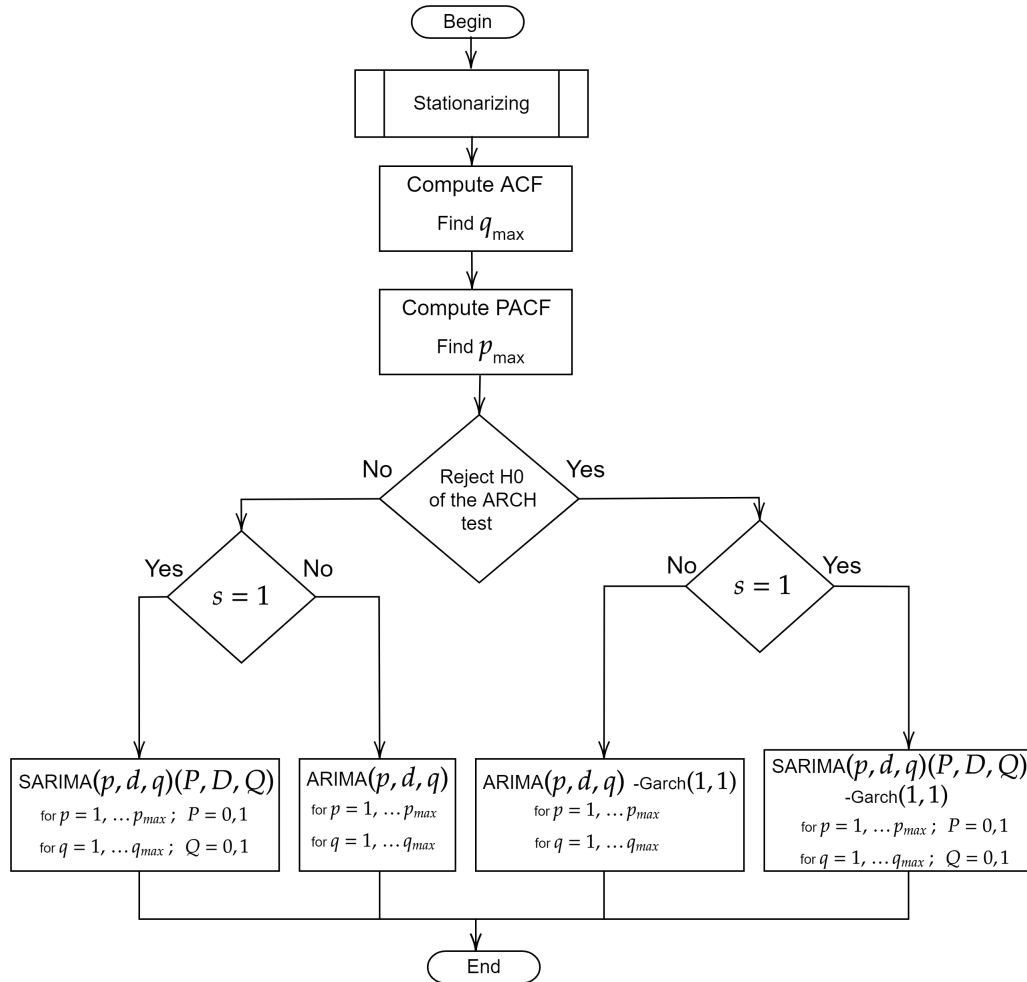 Begin
Stationarizing
Compute ACF
Find q_max
Compute PACF
Find p_max
No
Yes
Reject H0
of the ARCH
test
Yes
No
s = 1
No
Yes
s = 1
SARIMA(p, d, q)(P, D, Q)
for p = 1, … p_max ; P = 0, 1
for q = 1, … q_max ; Q = 0, 1
ARIMA(p, d, q)
for p = 1, … p_max
for q = 1, … q_max
ARIMA(p, d, q) -Garch(1, 1)
for p = 1, … p_max
for q = 1, … q_max
SARIMA(p, d, q)(P, D, Q)
-Garch(1, 1)
for p = 1, … p_max ; P = 0, 1
for q = 1, … q_max ; Q = 0, 1
End